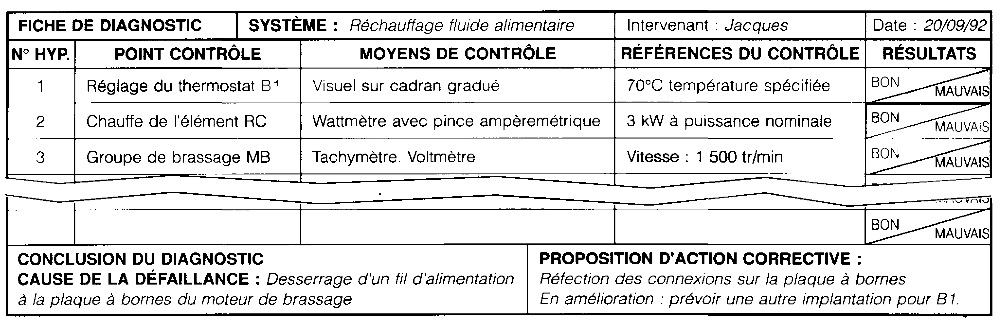 FICHE DE DIAGNOSTIC SYSTÈME : Réchauffage fluide alimentaire Intervenant : Jacques Date : 20/09/92
N° HYP. POINT CONTRÔLE MOYENS DE CONTRÔLE RÉFÉRENCES DU CONTRÔLE RÉSULTATS
1 Réglage du thermostat B1 Visuel sur cadran gradué 70°C température spécifiée BON MAUVAIS
2 Chauffe de l'élément RC Wattmètre avec pince ampèremétrique 3 kW à puissance nominale BON MAUVAIS
3 Groupe de brassage MB Tachymètre. Voltmètre Vitesse : 1 500 tr/min BON MAUVAIS
BON MAUVAIS
CONCLUSION DU DIAGNOSTIC
CAUSE DE LA DÉFAILLANCE : Desserrage d'un fil d'alimentation
à la plaque à bornes du moteur de brassage
PROPOSITION D'ACTION CORRECTIVE :
Réfection des connexions sur la plaque à bornes
En amélioration : prévoir une autre implantation pour B1.